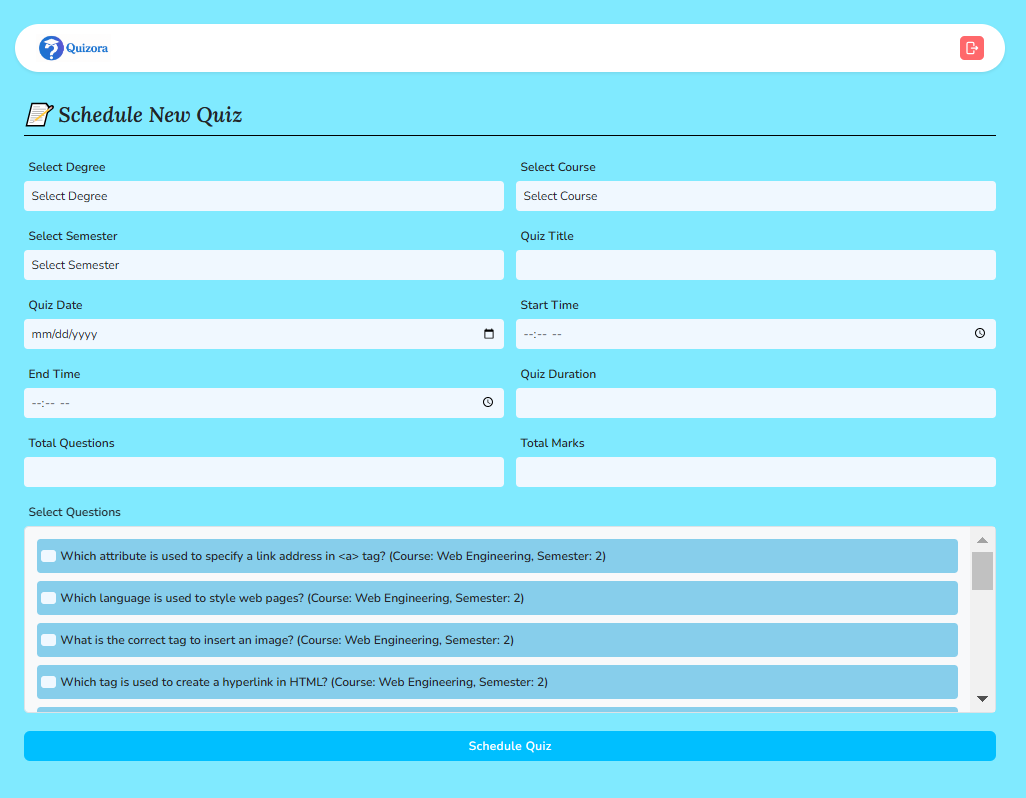 Quizora
Schedule New Quiz
Select Degree
Select Course
Select Degree
Select Course
Select Semester
Quiz Title
Select Semester
Quiz Date
Start Time
mm/dd/yyyy
--:-- --
End Time
Quiz Duration
--:-- --
Total Questions
Total Marks
Select Questions
Which attribute is used to specify a link address in <a> tag? (Course: Web Engineering, Semester: 2)
Which language is used to style web pages? (Course: Web Engineering, Semester: 2)
What is the correct tag to insert an image? (Course: Web Engineering, Semester: 2)
Which tag is used to create a hyperlink in HTML? (Course: Web Engineering, Semester: 2)
Schedule Quiz